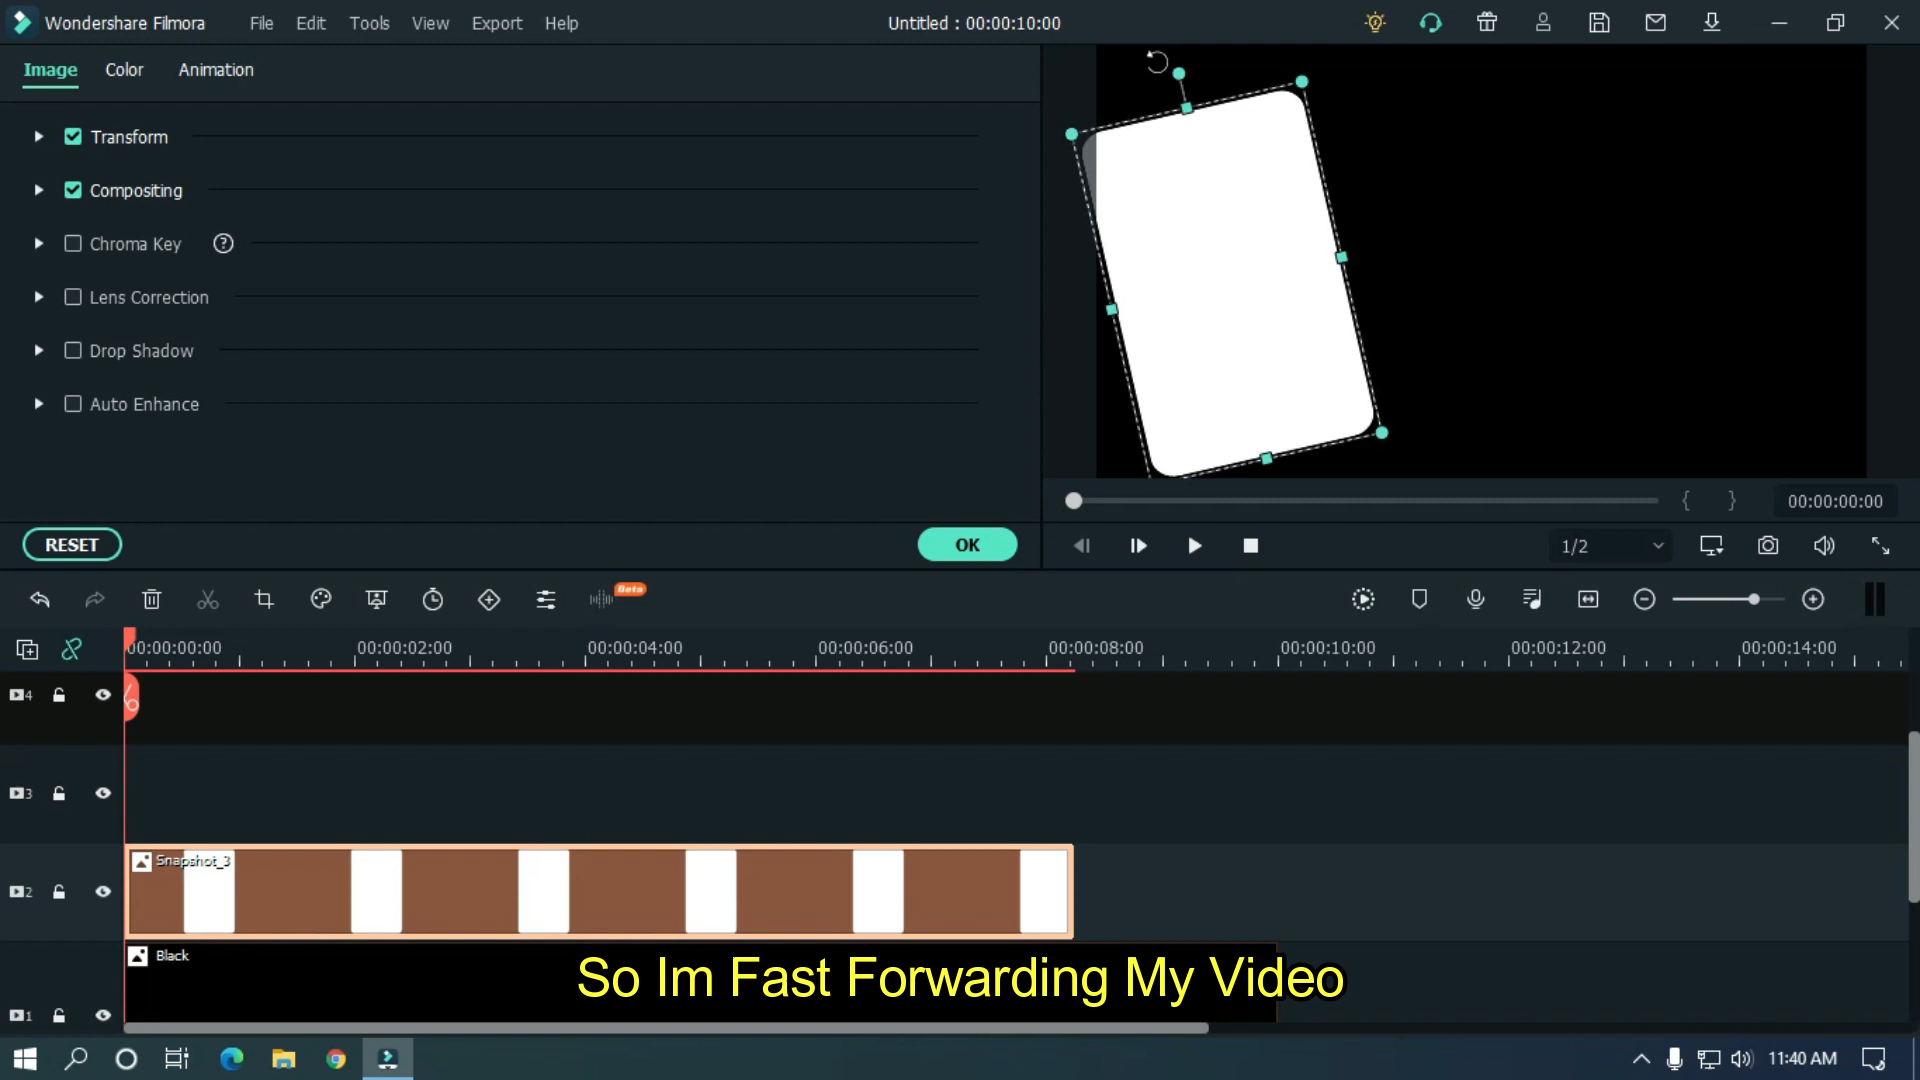 Wondershare Filmora File Edit Tools View Export Help Untitled : 00:00:10:00
Image Color Animation
Transform
Compositing
Chroma Key ?
Lens Correction
Drop Shadow
Auto Enhance
{ } 00:00:00:00
RESET OK 1/2
Beta
00:00:00:00 00:00:02:00 00:00:04:00 00:00:06:00 00:00:08:00 00:00:10:00 00:00:12:00 00:00:14:00
4
3
Snapshot_3
2
Black
So Im Fast Forwarding My Video
1
11:40 AM